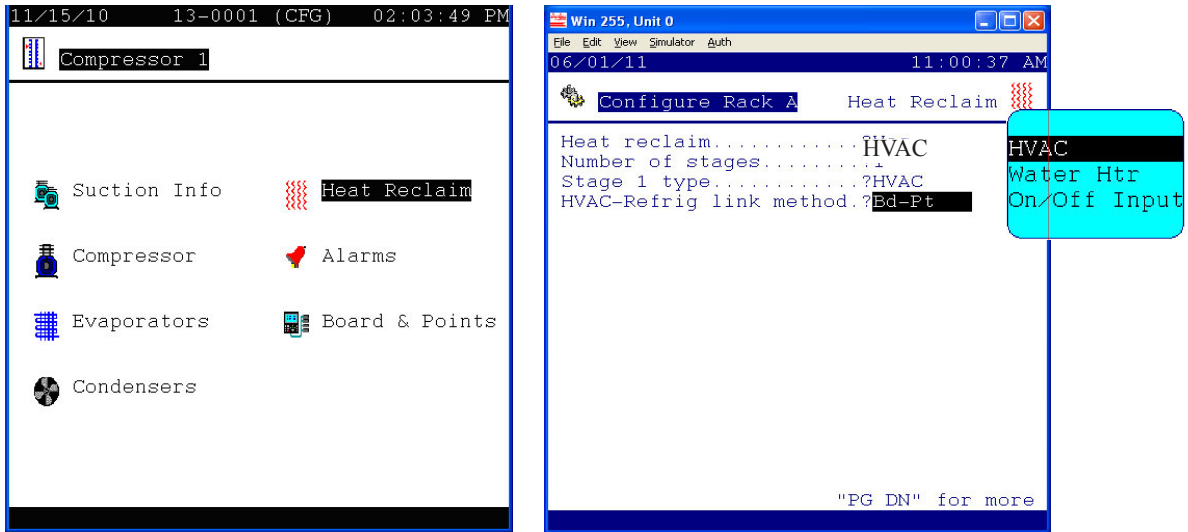 11/15/10 13-0001 (CFG) 02:03:49 PM
Compressor 1
Suction Info
Heat Reclaim
Compressor
Alarms
Evaporators
Board & Points
Condensers
Win 255, Unit 0
File Edit View Simulator Auth
06/01/11 11:00:37 AM
Configure Rack A Heat Reclaim
Heat reclaim............? HVAC
Number of stages.........
Stage 1 type............?HVAC
HVAC-Refrig link method.?Bd-Pt
"PG DN" for more
HVAC
Water Htr
On/Off Input